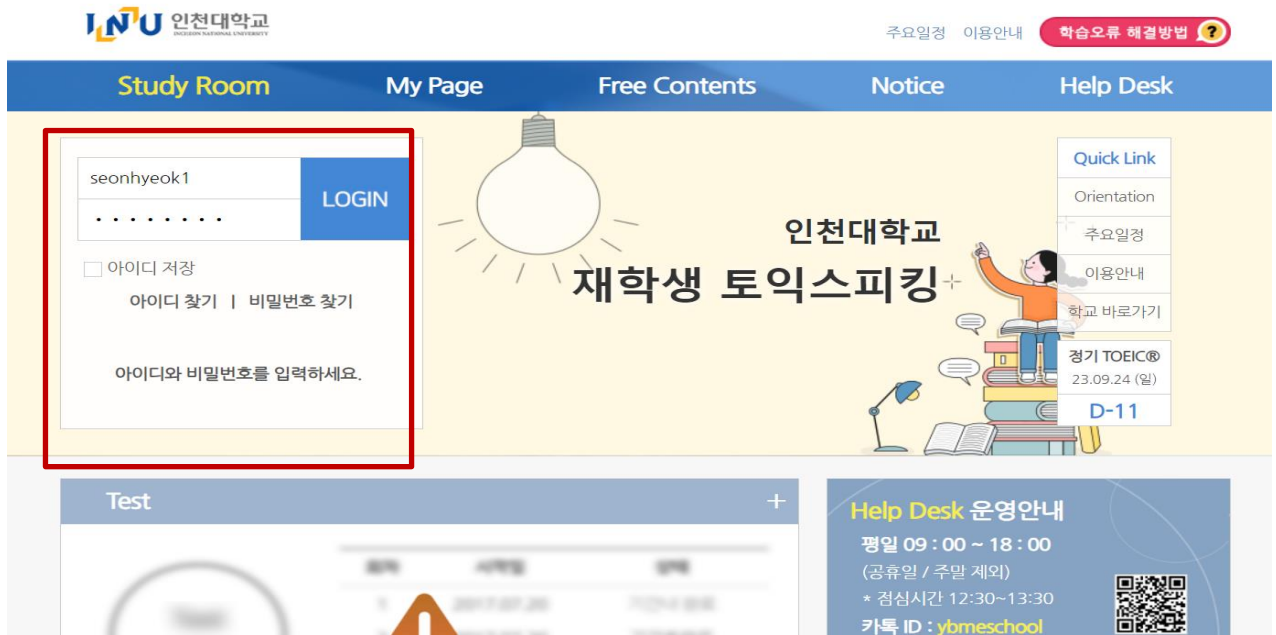 INU 인천대학교
INCHEON NATIONAL UNIVERSITY
주요일정 이용안내 학습오류 해결방법 ?
Study Room My Page Free Contents Notice Help Desk
seonhyeok1
LOGIN
아이디 저장
아이디 찾기 | 비밀번호 찾기
아이디와 비밀번호를 입력하세요.
인천대학교
재학생 토익스피킹
Quick Link
Orientation
주요일정
이용안내
학교 바로가기
정기 TOEIC®
23.09.24 (일)
D-11
Test +
Help Desk 운영안내
평일 09 : 00 ~ 18 : 00
(공휴일 / 주말 제외)
* 점심시간 12:30~13:30
카톡 ID : ybmeschool